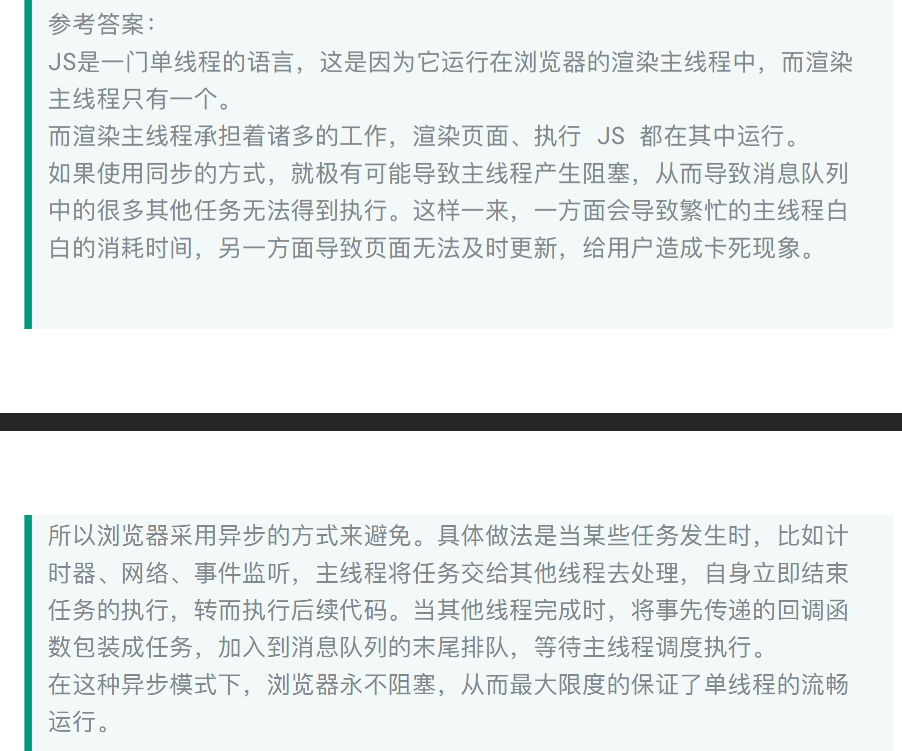 参考答案：
JS是一门单线程的语言，这是因为它运行在浏览器的渲染主线程中，而渲染
主线程只有一个。
而渲染主线程承担着诸多的工作，渲染页面、执行 JS 都在其中运行。
如果使用同步的方式，就极有可能导致主线程产生阻塞，从而导致消息队列
中的很多其他任务无法得到执行。这样一来，一方面会导致繁忙的主线程白
白的消耗时间，另一方面导致页面无法及时更新，给用户造成卡死现象。
所以浏览器采用异步的方式来避免。具体做法是当某些任务发生时，比如计
时器、网络、事件监听，主线程将任务交给其他线程去处理，自身立即结束
任务的执行，转而执行后续代码。当其他线程完成时，将事先传递的回调函
数包装成任务，加入到消息队列的末尾排队，等待主线程调度执行。
在这种异步模式下，浏览器永不阻塞，从而最大限度的保证了单线程的流畅
运行。